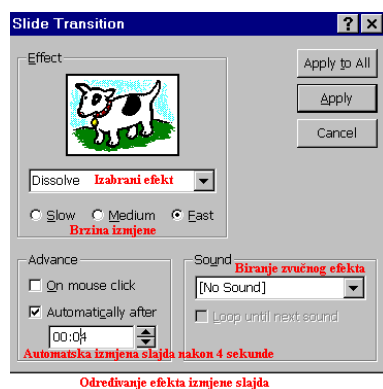 Slide Transition
Effect
Apply to All
Apply
Cancel
Dissolve Izabrani efekt
Slow Medium Fast
Brzina izmjene
Advance
On mouse click
Automatically after
00:04
Automatska izmjena slajda nakon 4 sekunde
Sound
Biranje zvučnog efekta
[No Sound]
Loop until next sound
Određivanje efekta izmjene slajda